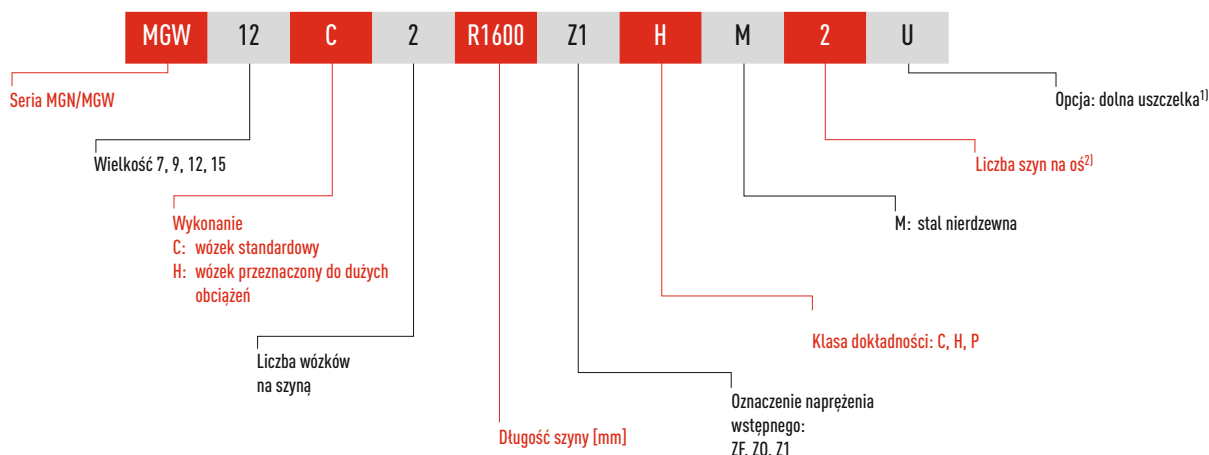 MGW 12 C 2 R1600 Z1 H M 2 U
Seria MGN/MGW
Opcja: dolna uszczelka1)
Wielkość 7, 9, 12, 15
Liczba szyn na oś2)
Wykonanie
C: wózek standardowy
H: wózek przeznaczony do dużych
obciążeń
M: stal nierdzewna
Klasa dokładności: C, H, P
Liczba wózków
na szyną
Oznaczenie naprężenia
wstępnego:
ZF, Z0, Z1
Długość szyny [mm]